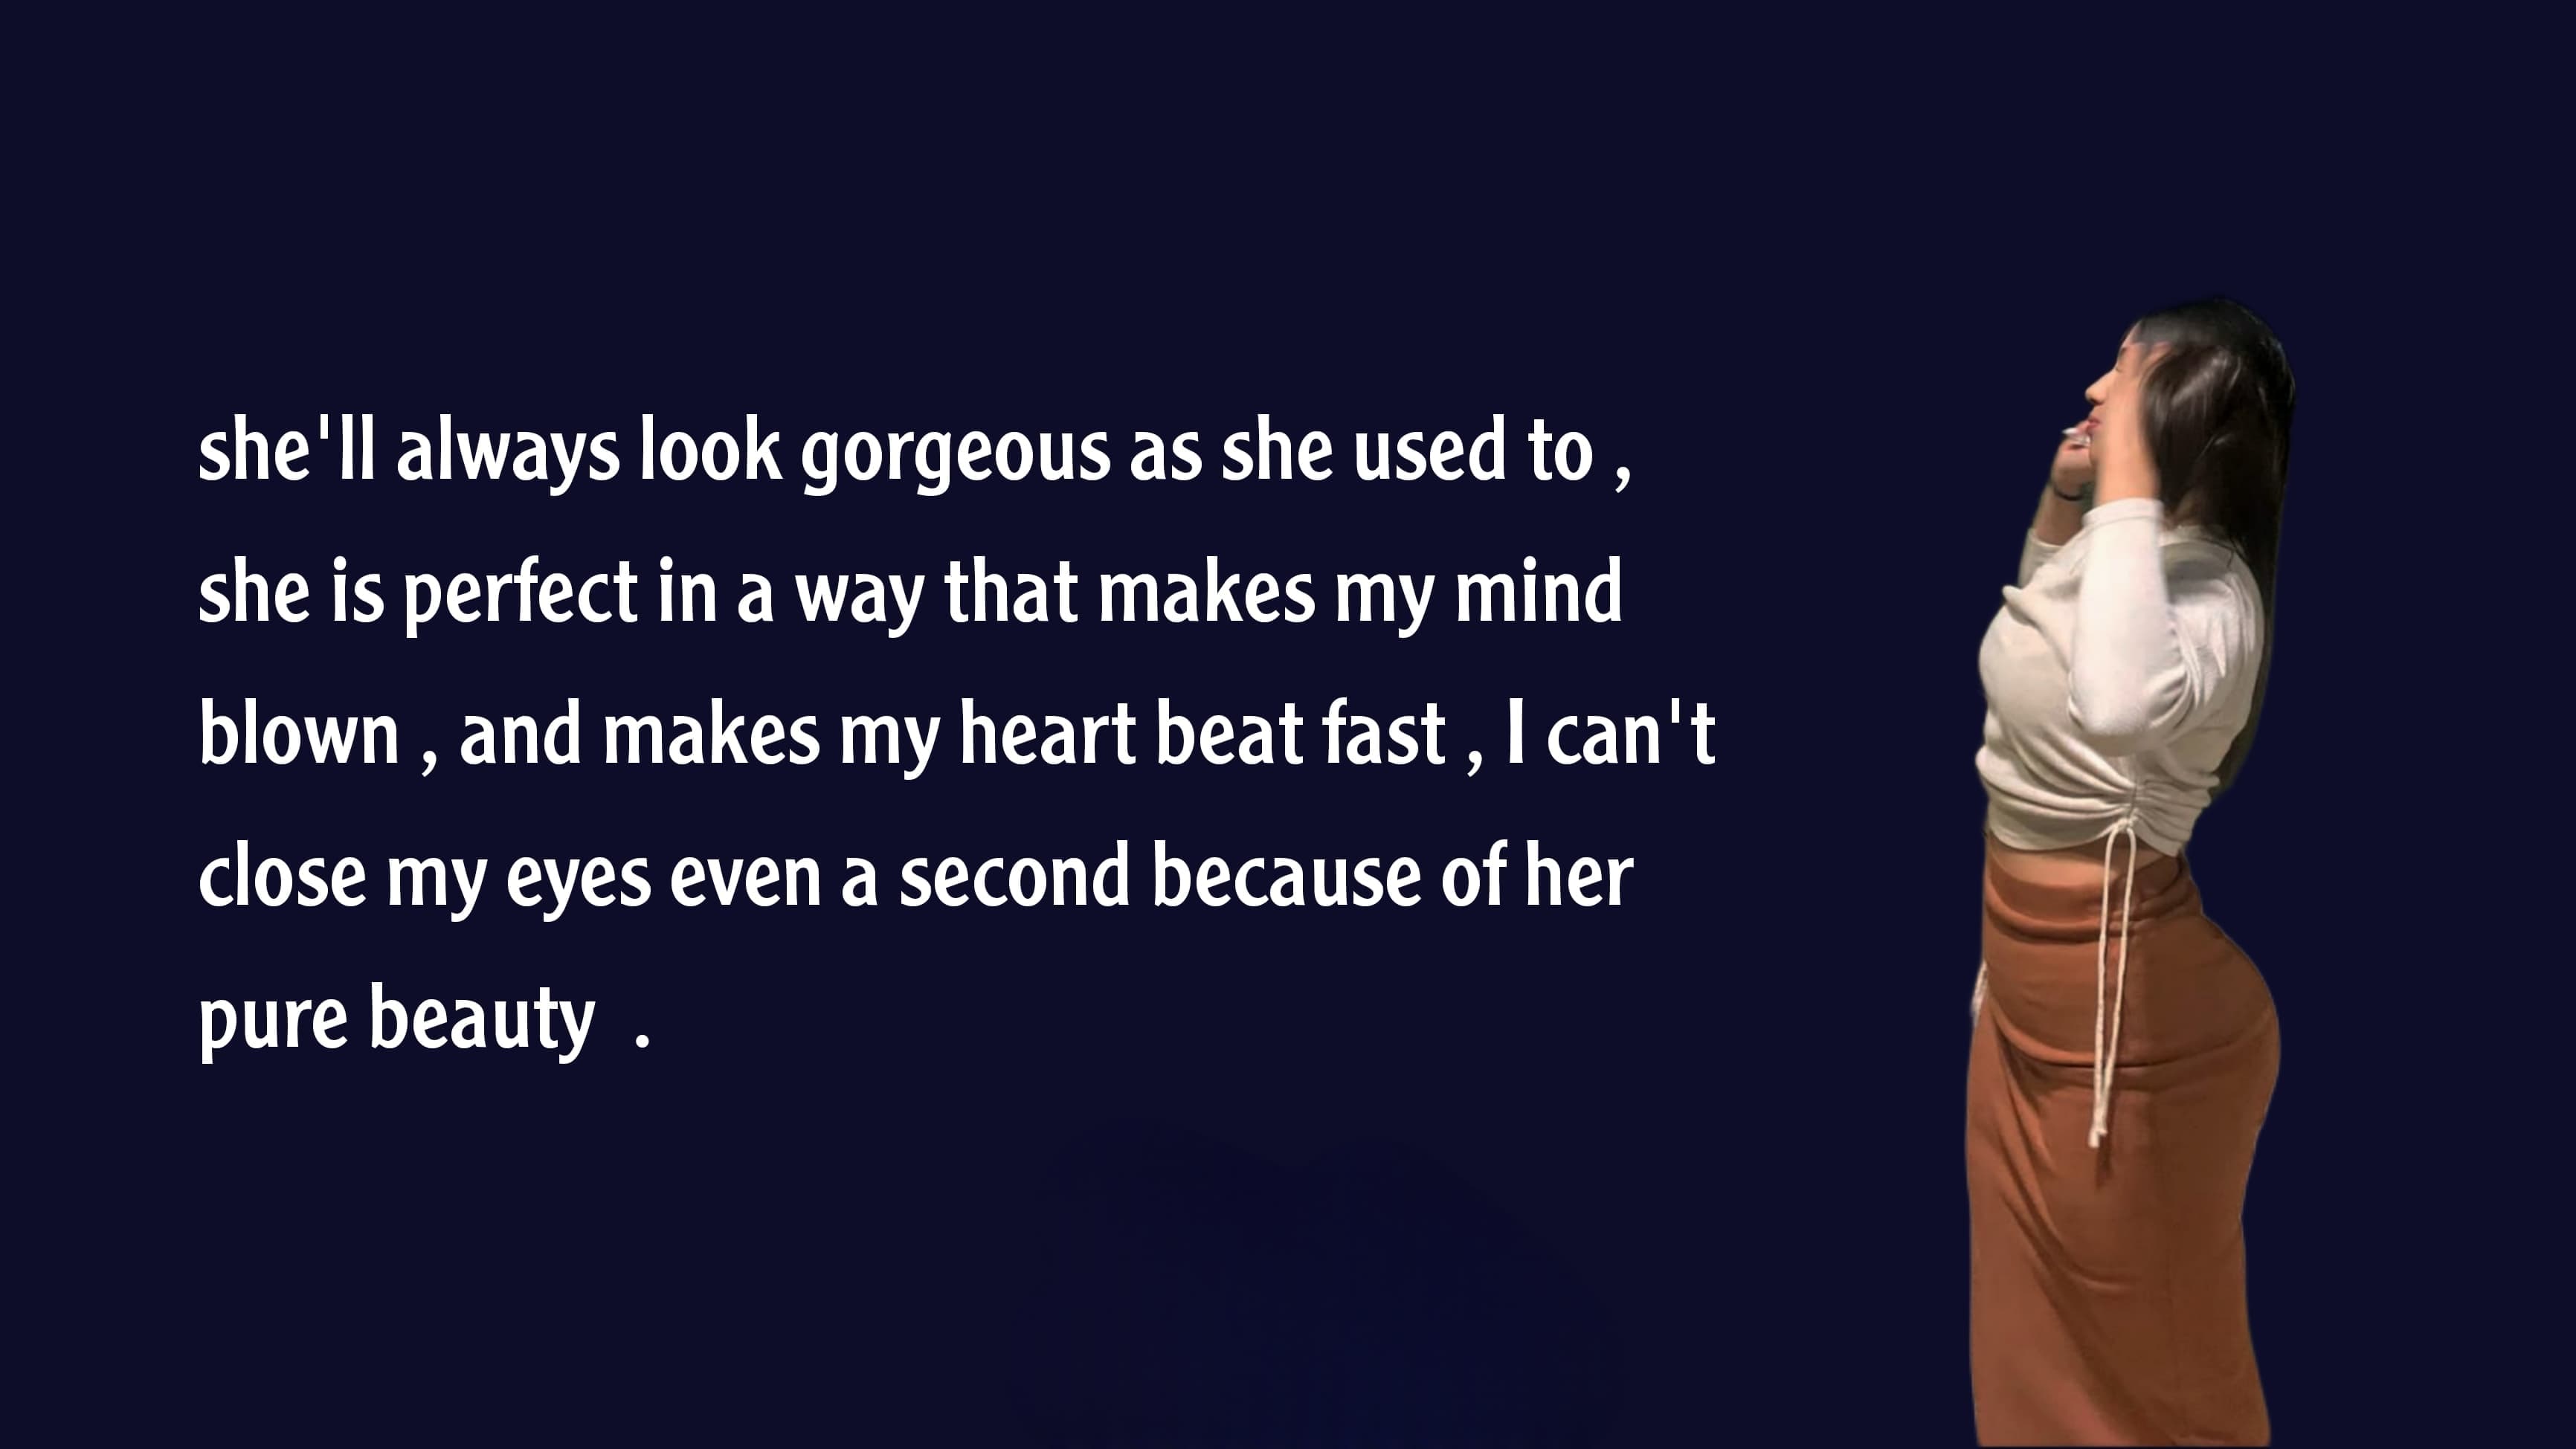 she'll always look gorgeous as she used to ,
she is perfect in a way that makes my mind
blown , and makes my heart beat fast , I can't
close my eyes even a second because of her
pure beauty  .